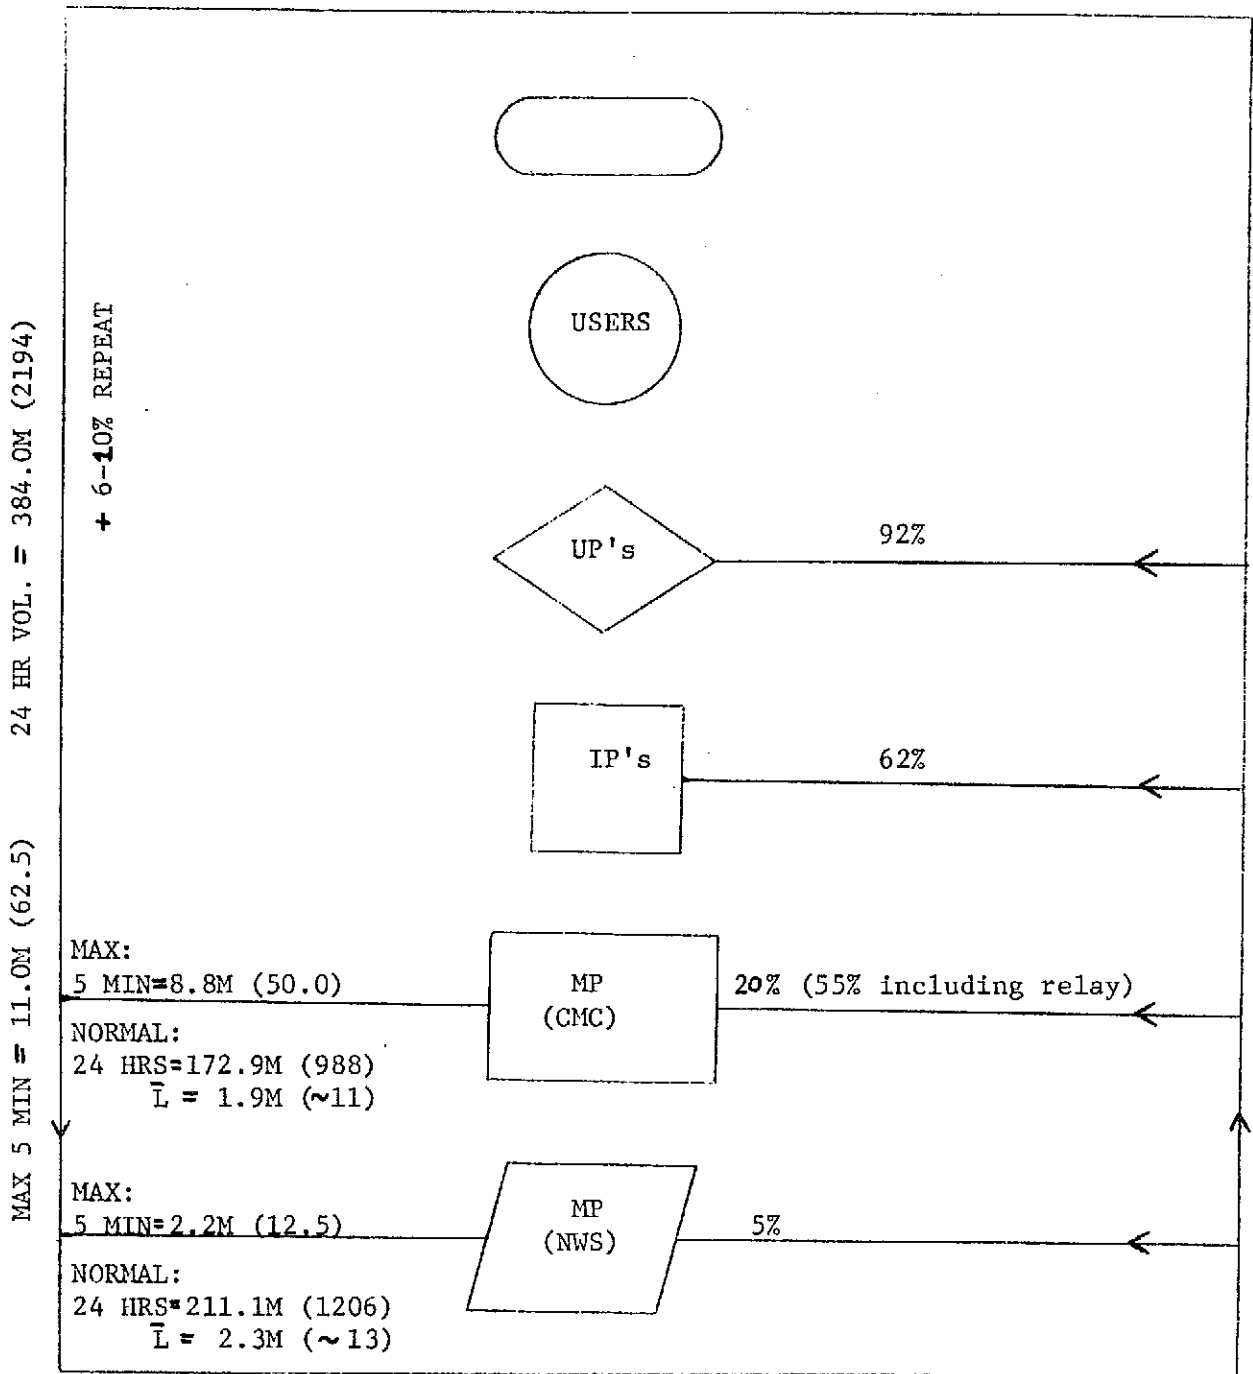 24 HR VOL. = 384.0M (2194)
MAX 5 MIN = 11.0M (62.5)
+ 6-10% REPEAT
USERS
UP's
92%
IP's
62%
MAX:
5 MIN=8.8M (50.0)
NORMAL:
24 HRS=172.9M (988)
L̄ = 1.9M (~11)
MP
(CMC)
20% (55% including relay)
MAX:
5 MIN=2.2M (12.5)
NORMAL:
24 HRS=211.1M (1206)
L̄ = 2.3M (~13)
MP
(NWS)
5%